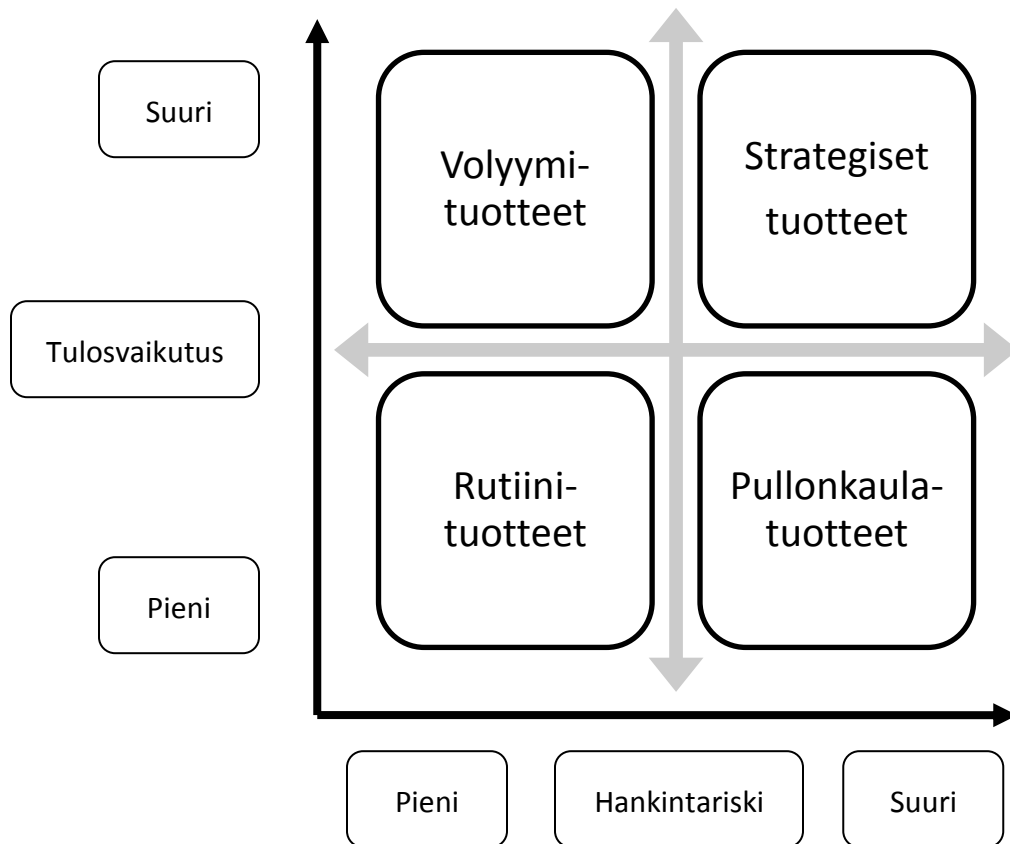 Suuri
Volyymi-
tuotteet
Strategiset
tuotteet
Tulosvaikutus
Rutiini-
tuotteet
Pullonkaula-
tuotteet
Pieni
Pieni
Hankintariski
Suuri